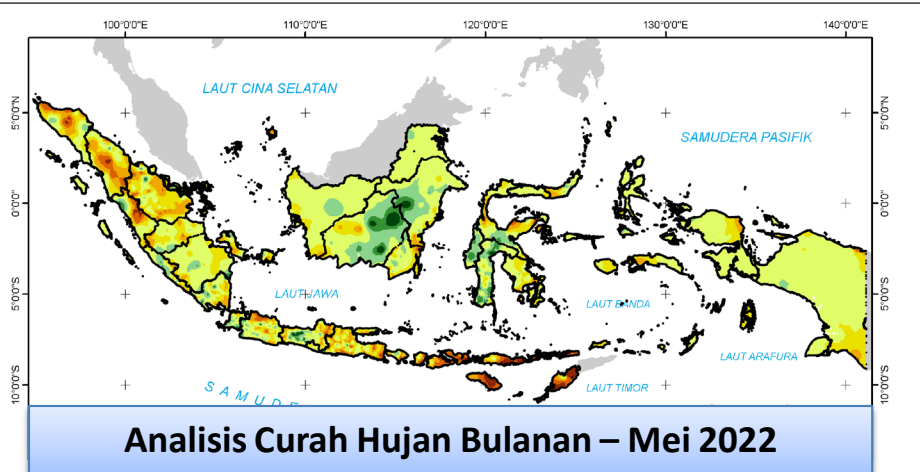 100°0'0"E 110°0'0"E 120°0'0"E 130°0'0"E 140°0'0"E
LAUT CINA SELATAN
5°0'0"N 5°0'0"N
SAMUDERA PASIFIK
0°0'0" 0°0'0"
5°0'0"S LAUT JAWA LAUT BANDA 5°0'0"S
LAUT ARAFURA
10°0'0"S LAUT TIMOR 10°0'0"S
Analisis Curah Hujan Bulanan – Mei 2022